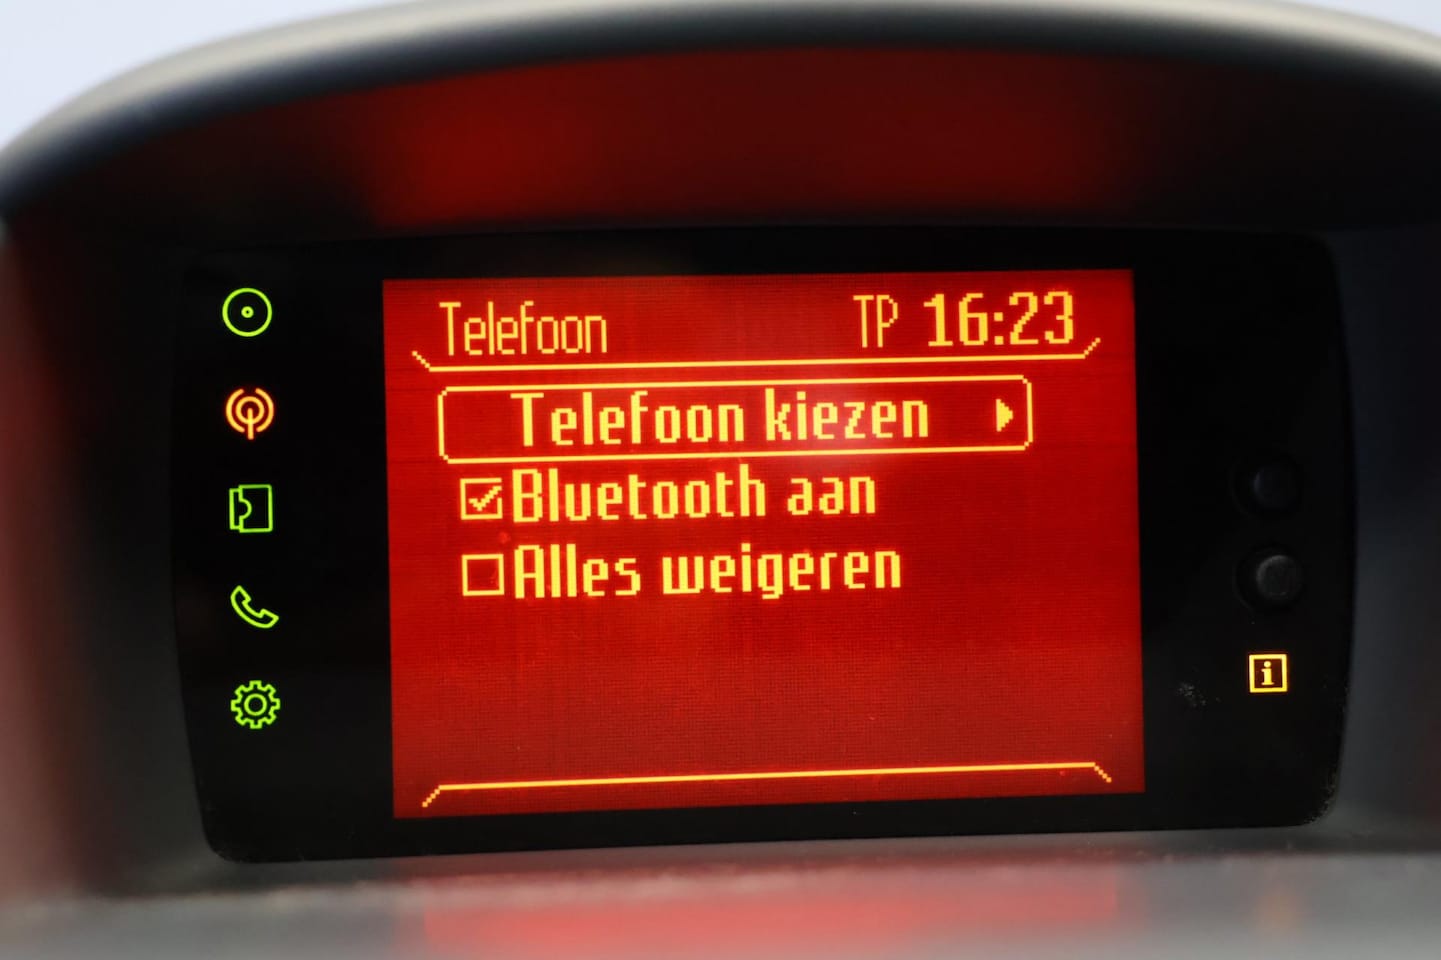 Telefoon TP 16:23
Telefoon kiezen
Bluetooth aan
Alles weigeren
i